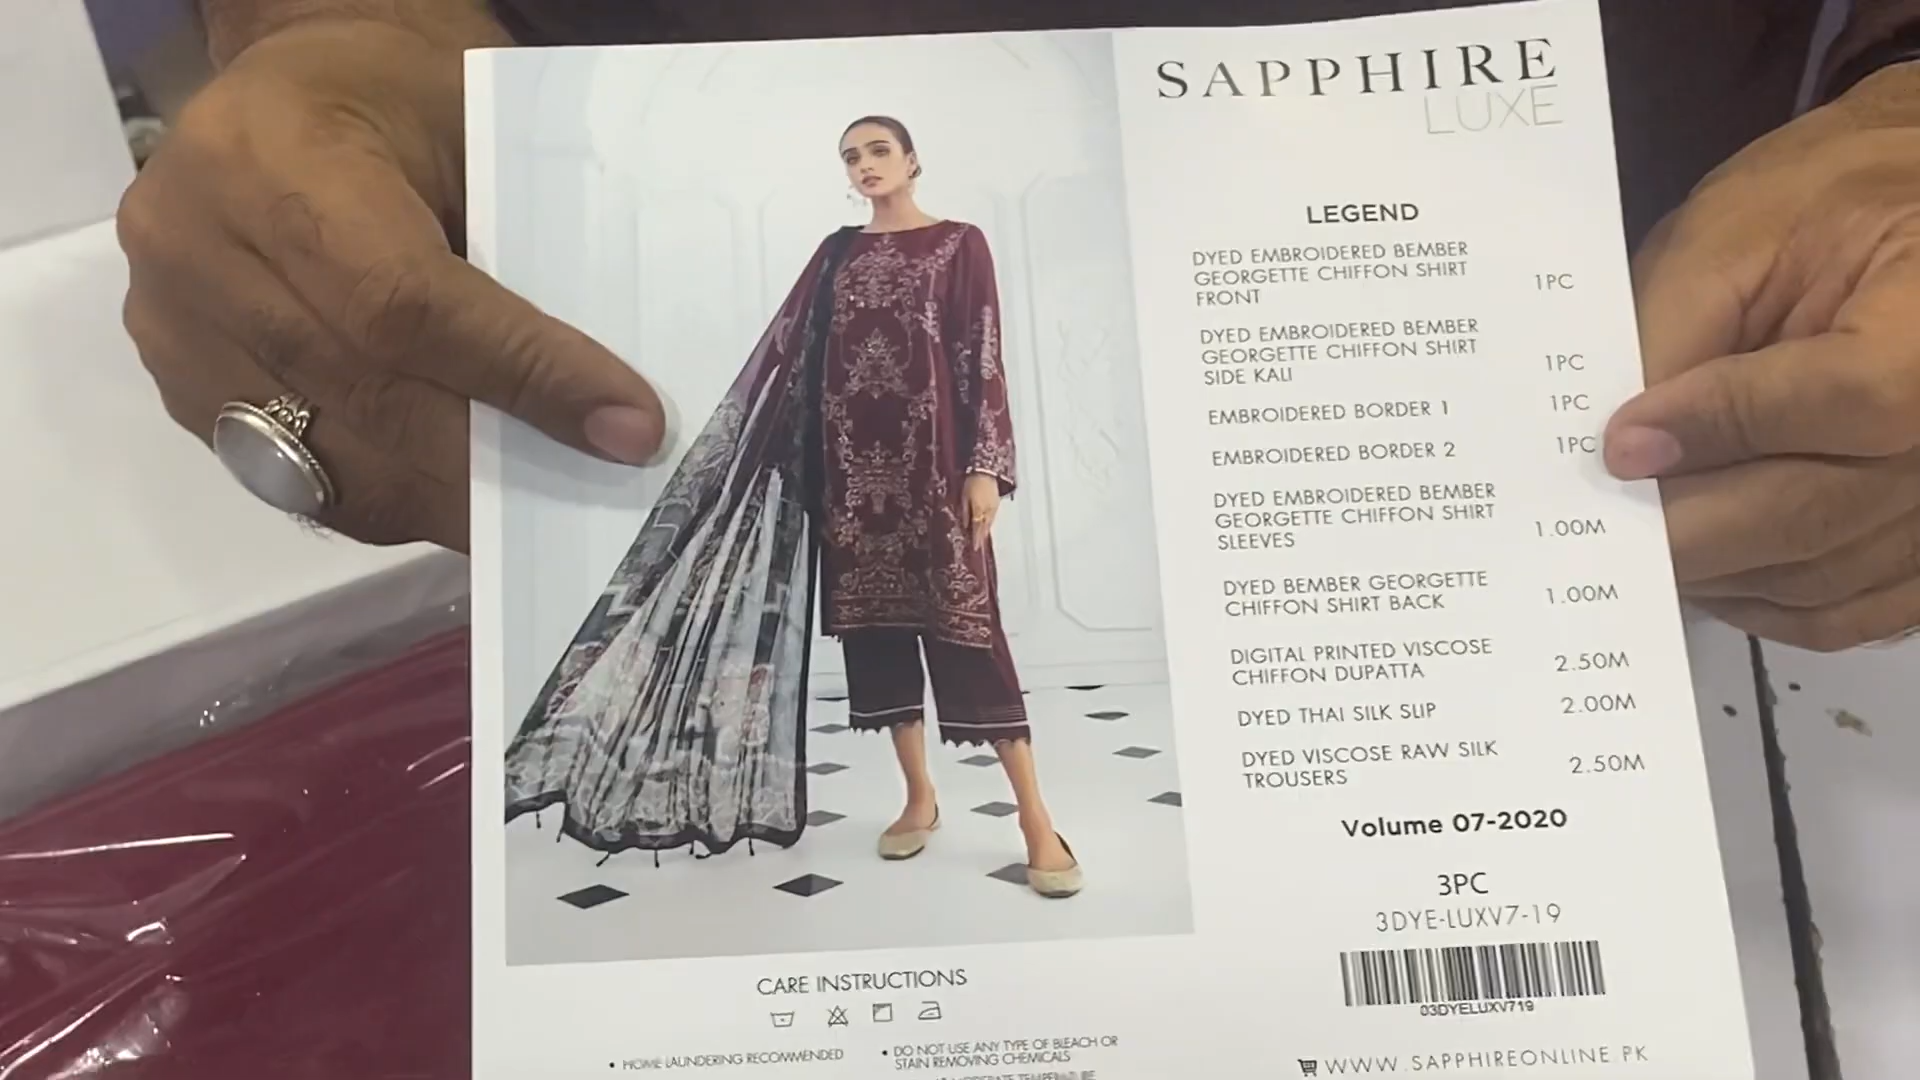 SAPPHIRE
LUXE
LEGEND
DYED EMBROIDERED BEMBER
GEORGETTE CHIFFON SHIRT
FRONT 1PC
DYED EMBROIDERED BEMBER
GEORGETTE CHIFFON SHIRT
SIDE KALI 1PC
EMBROIDERED BORDER 1 1PC
EMBROIDERED BORDER 2 1PC
DYED EMBROIDERED BEMBER
GEORGETTE CHIFFON SHIRT
SLEEVES 1.00M
DYED BEMBER GEORGETTE
CHIFFON SHIRT BACK 1.00M
DIGITAL PRINTED VISCOSE
CHIFFON DUPATTA 2.50M
DYED THAI SILK SLIP 2.00M
DYED VISCOSE RAW SILK
TROUSERS 2.50M
Volume 07-2020
3PC
3DYE-LUXV7-19
03DYELUXV719
WWW.SAPPHIREONLINE.PK
CARE INSTRUCTIONS
• HOME LAUNDERING RECOMMENDED
• DO NOT USE ANY TYPE OF BLEACH OR
STAIN REMOVING CHEMICALS
MODERATE TEMPERATURE